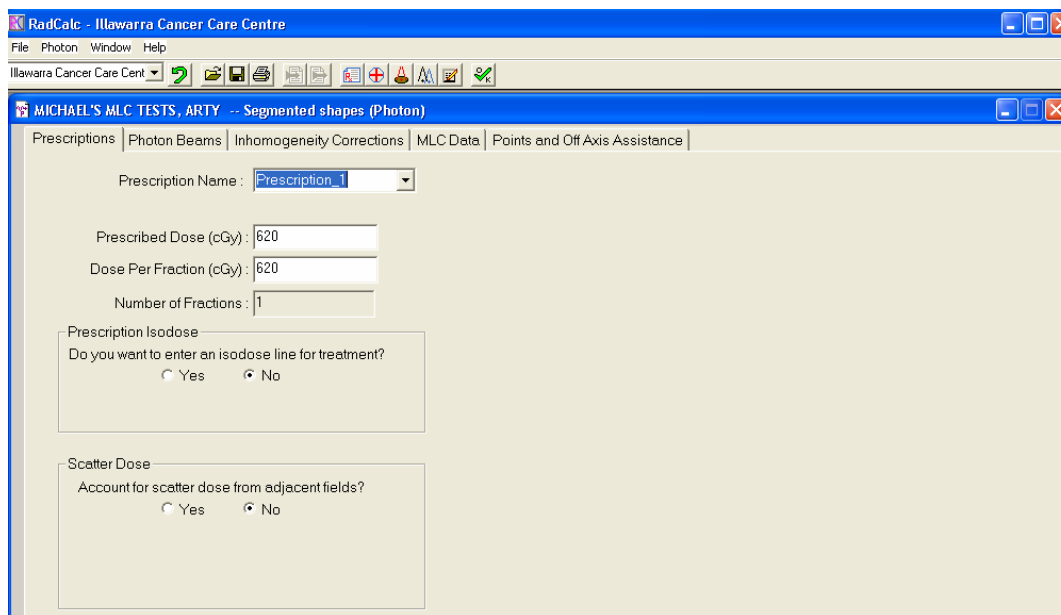 RadCalc - Illawarra Cancer Care Centre
File Photon Window Help
Illawarra Cancer Care Cent
MICHAEL'S MLC TESTS, ARTY -- Segmented shapes (Photon)
Prescriptions Photon Beams Inhomogeneity Corrections MLC Data Points and Off Axis Assistance
Prescription Name : Prescription_1
Prescribed Dose (cGy) : 620
Dose Per Fraction (cGy) : 620
Number of Fractions : 1
Prescription Isodose
Do you want to enter an isodose line for treatment?
Yes No
Scatter Dose
Account for scatter dose from adjacent fields?
Yes No